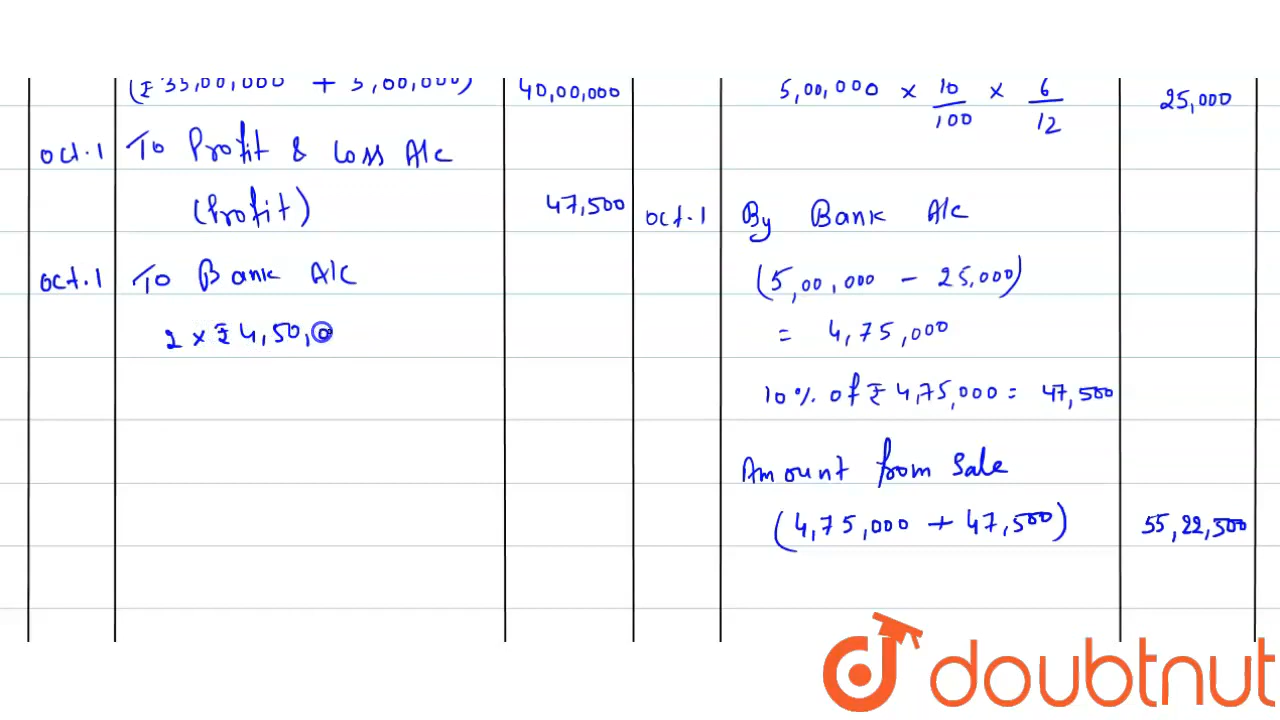 (₹ 35,00,000 + 5,00,000) 40,00,000
Oct.1 To Profit & Loss A/c
(Profit) 47,500
Oct.1 To Bank A/c
2 x ₹ 4,50,0
5,00,000 x 10/100 x 6/12 25,000
Oct.1 By Bank A/c
(5,00,000 - 25,000)
= 4,75,000
10% of ₹ 4,75,000 = 47,500
Amount from Sale
(4,75,000 + 47,500) 55,22,500
doubtnut